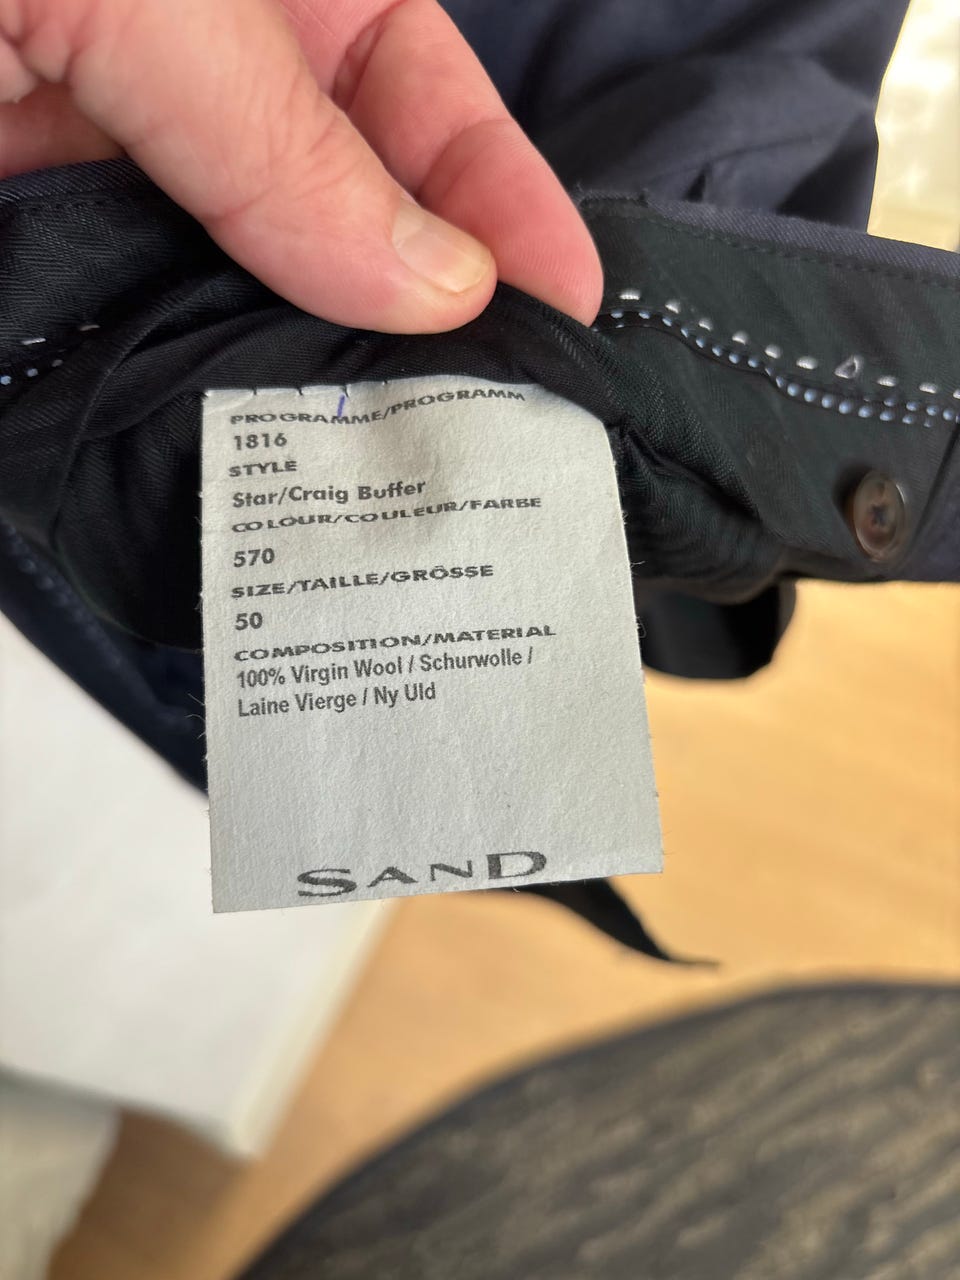 PROGRAMME/PROGRAMM
1816
STYLE
Star/Craig Buffer
COLOUR/COULEUR/FARBE
570
SIZE/TAILLE/GRÖSSE
50
COMPOSITION/MATERIAL
100% Virgin Wool / Schurwolle /
Laine Vierge / Ny Uld
SAND